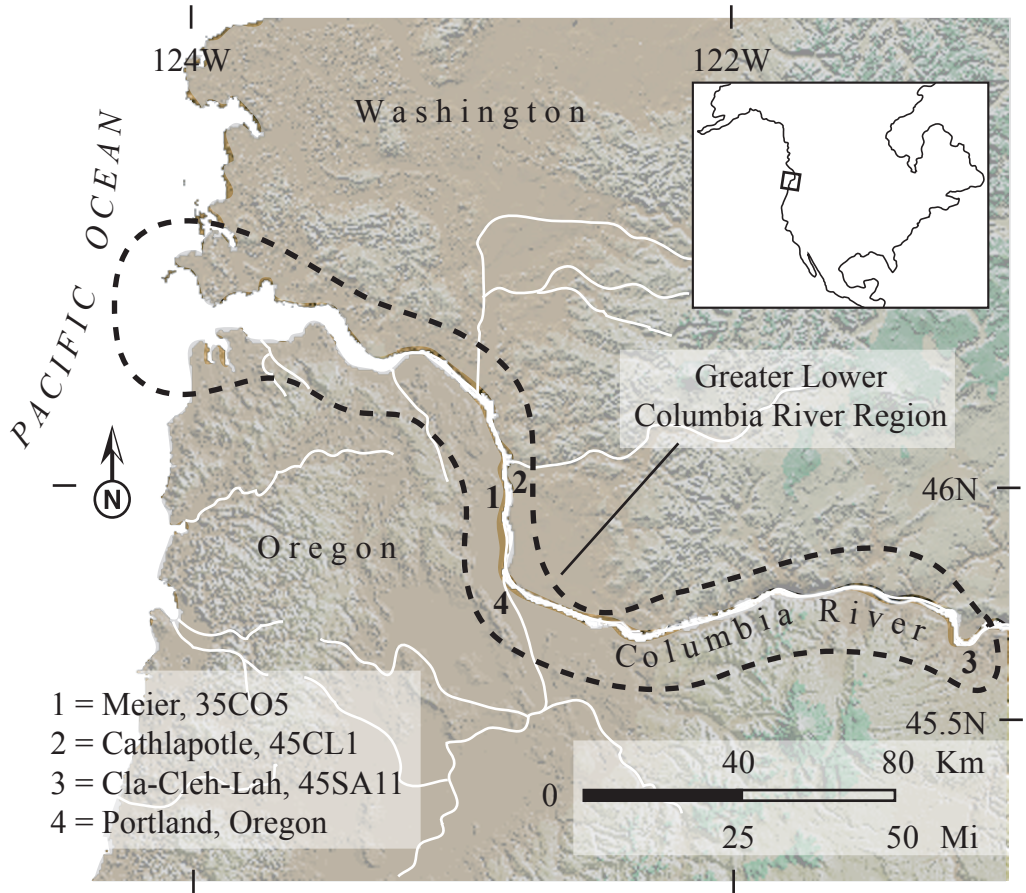 124W
122W
Washington
PACIFIC OCEAN
Greater Lower
Columbia River Region
N
2
1
46N
Oregon
4
Columbia River
3
1 = Meier, 35CO5
2 = Cathlapotle, 45CL1
3 = Cla-Cleh-Lah, 45SA11
4 = Portland, Oregon
45.5N
40 80 Km
0
25 50 Mi